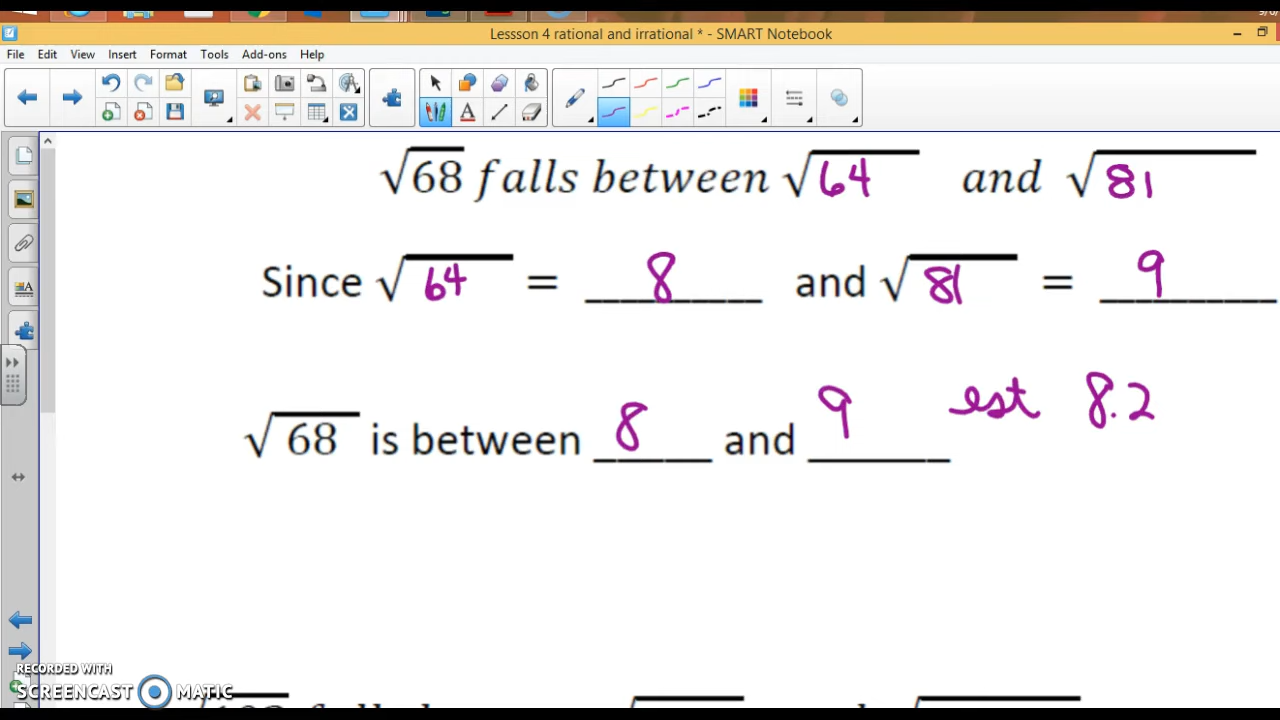 Lessson 4 rational and irrational * - SMART Notebook
File Edit View Insert Format Tools Add-ons Help
√68 falls between √64 and √81
Since √64 = 8 and √81 = 9
√68 is between 8 and 9 est 8.2
RECORDED WITH
SCREENCAST MATIC